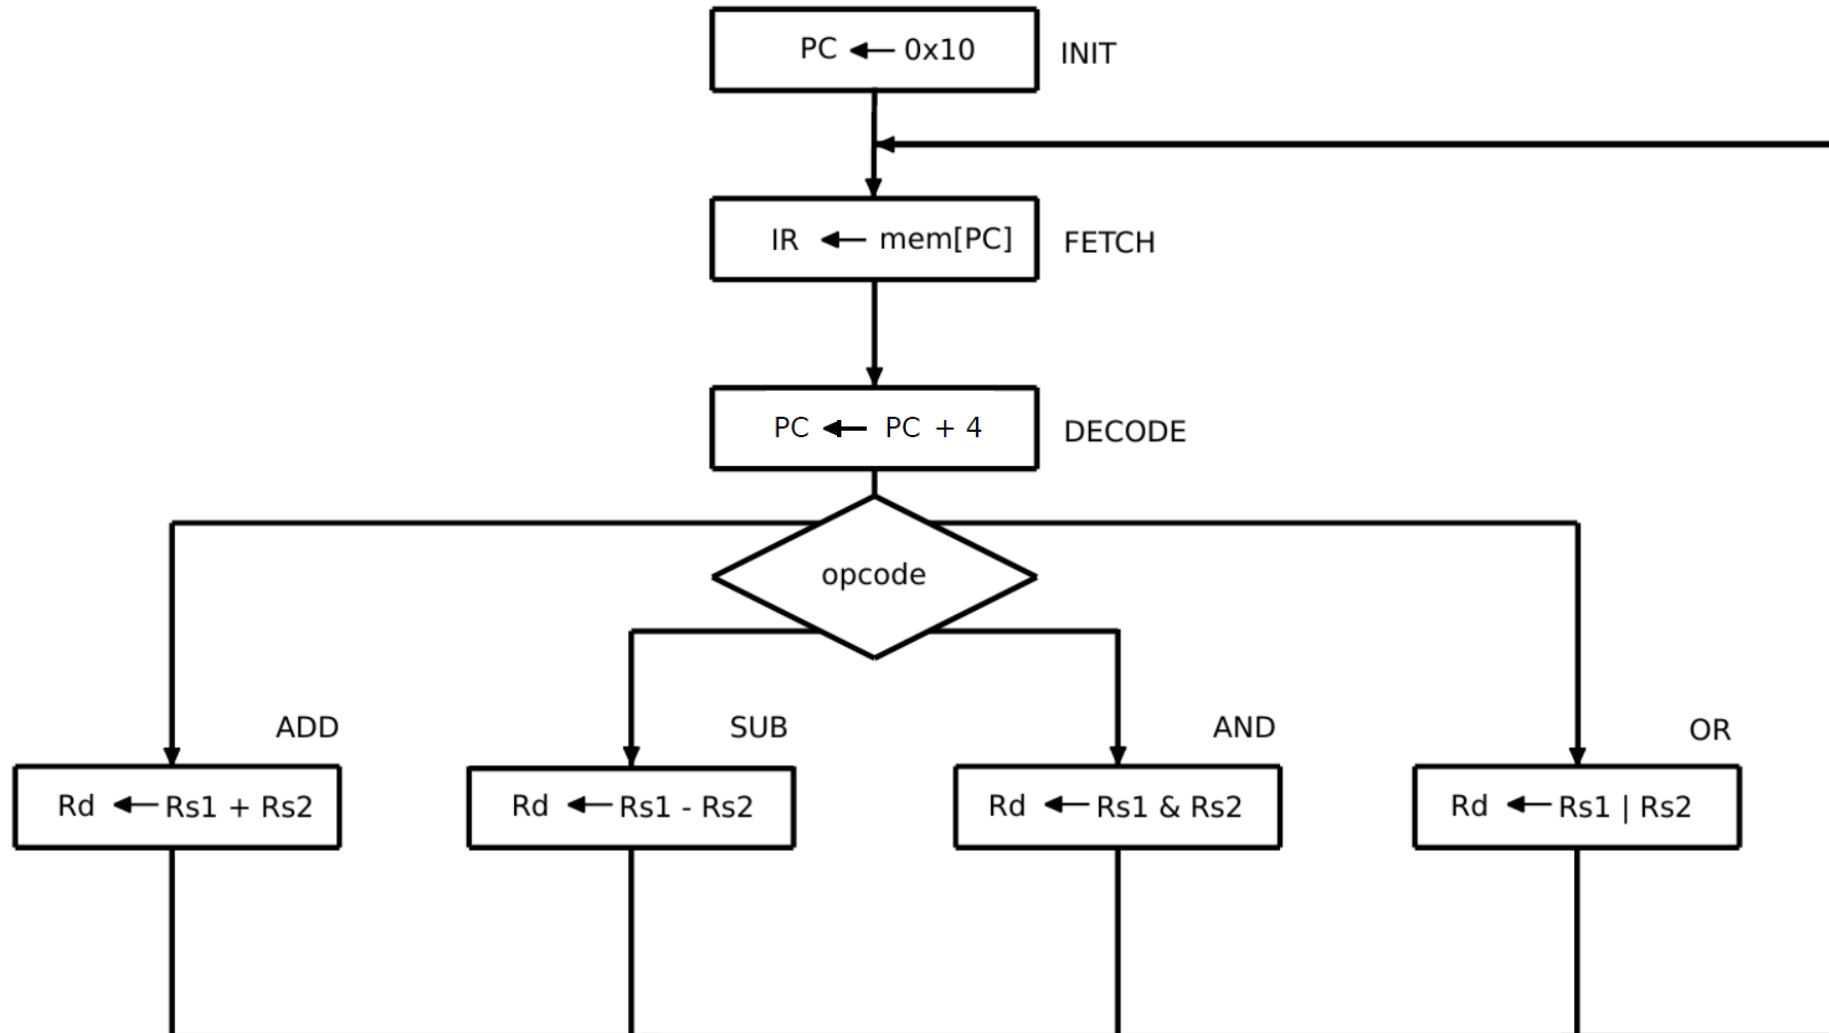 PC ← 0x10 INIT
IR ← mem[PC] FETCH
PC ← PC + 4 DECODE
opcode
ADD SUB AND OR
Rd ← Rs1 + Rs2 Rd ← Rs1 - Rs2 Rd ← Rs1 & Rs2 Rd ← Rs1 | Rs2